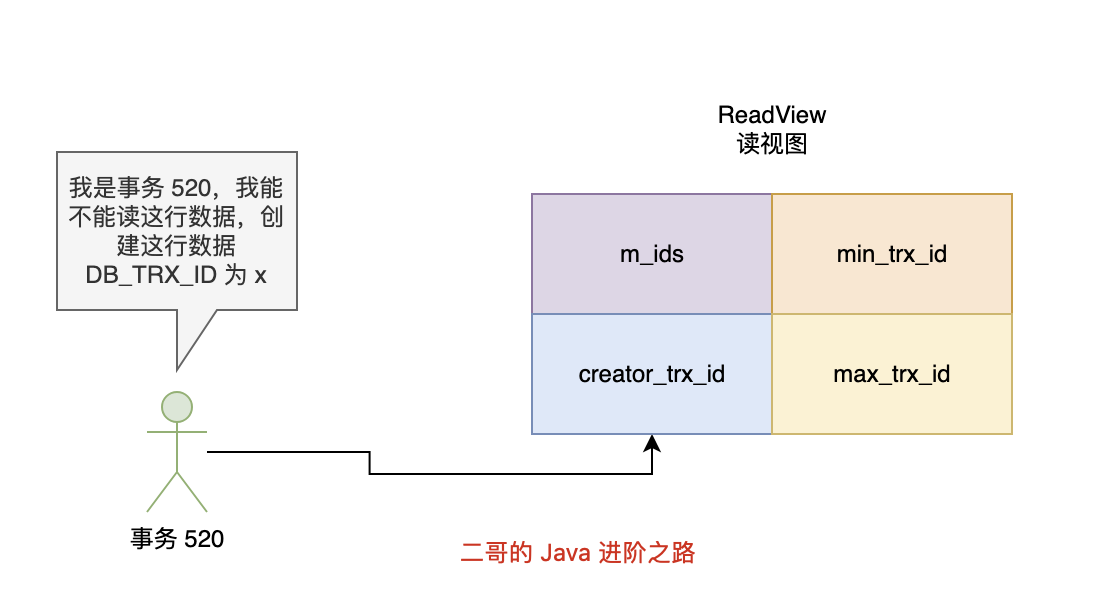 ReadView
读视图
我是事务 520，我能
不能读这行数据，创
建这行数据
DB_TRX_ID 为 x
m_ids
min_trx_id
creator_trx_id
max_trx_id
事务 520
二哥的 Java 进阶之路